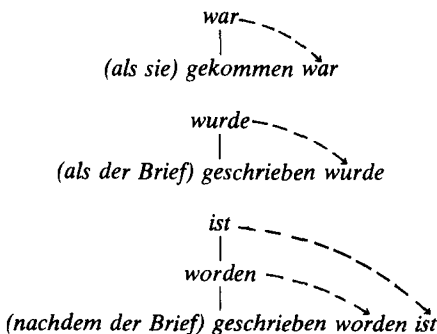 war
(als sie) gekommen war
wurde
(als der Brief) geschrieben wurde
ist
worden
(nachdem der Brief) geschrieben worden ist